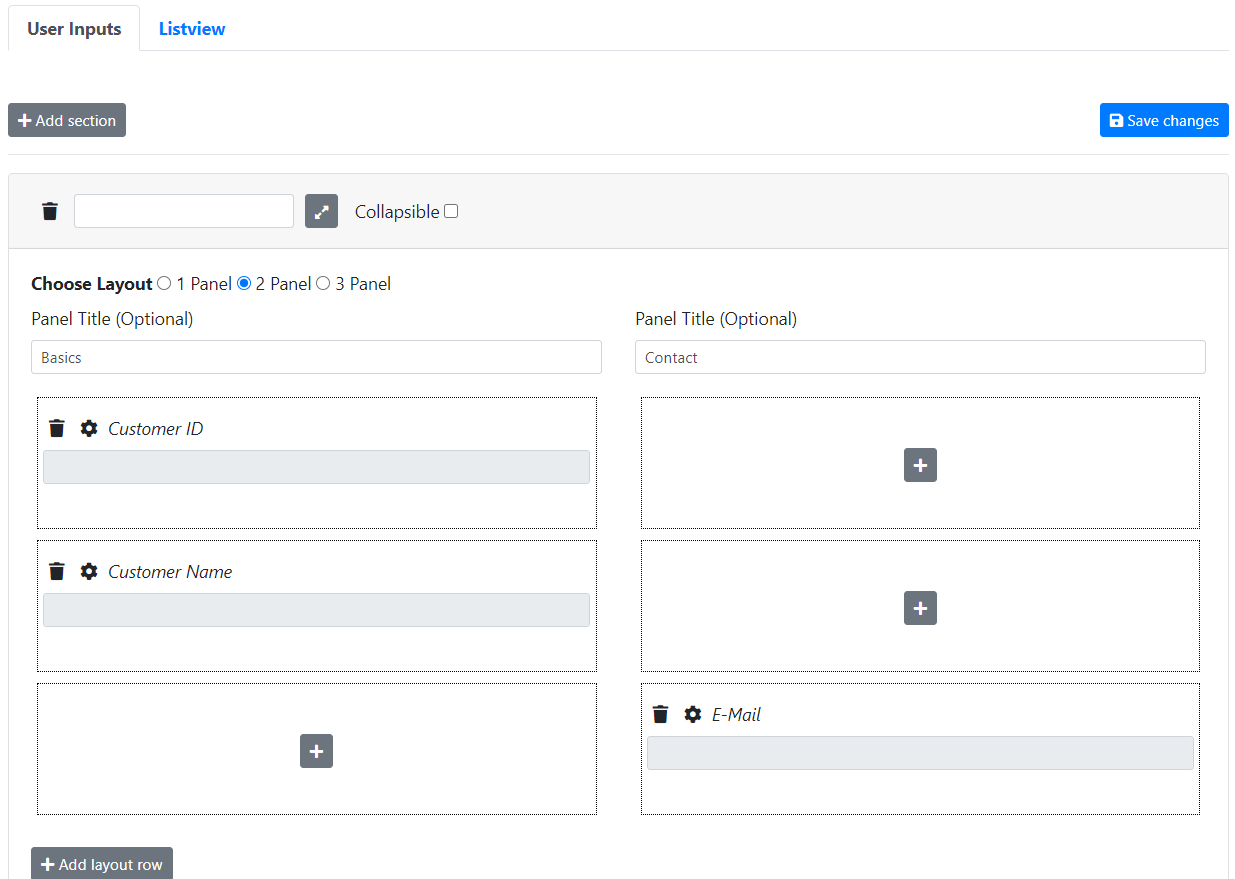 User Inputs Listview
Add section Save changes
Collapsible
Choose Layout 1 Panel 2 Panel 3 Panel
Panel Title (Optional) Panel Title (Optional)
Basics Contact
Customer ID
Customer Name
E-Mail
Add layout row